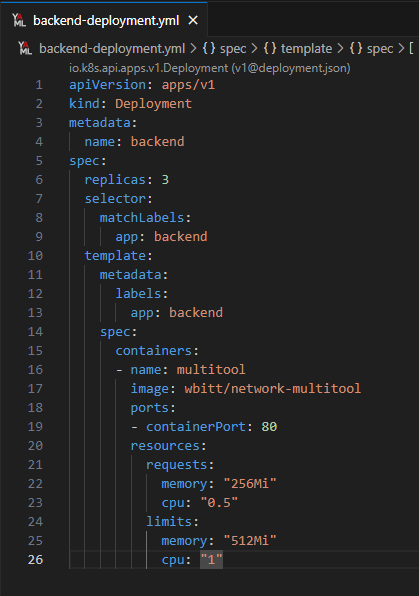 backend-deployment.yml
backend-deployment.yml > {} spec > {} template > {} spec > [
io.k8s.api.apps.v1.Deployment (v1@deployment.json)
1 apiVersion: apps/v1
2 kind: Deployment
3 metadata:
4   name: backend
5 spec:
6   replicas: 3
7   selector:
8     matchLabels:
9       app: backend
10   template:
11     metadata:
12       labels:
13         app: backend
14     spec:
15       containers:
16       - name: multitool
17         image: wbitt/network-multitool
18         ports:
19         - containerPort: 80
20         resources:
21           requests:
22             memory: "256Mi"
23             cpu: "0.5"
24           limits:
25             memory: "512Mi"
26             cpu: "1"